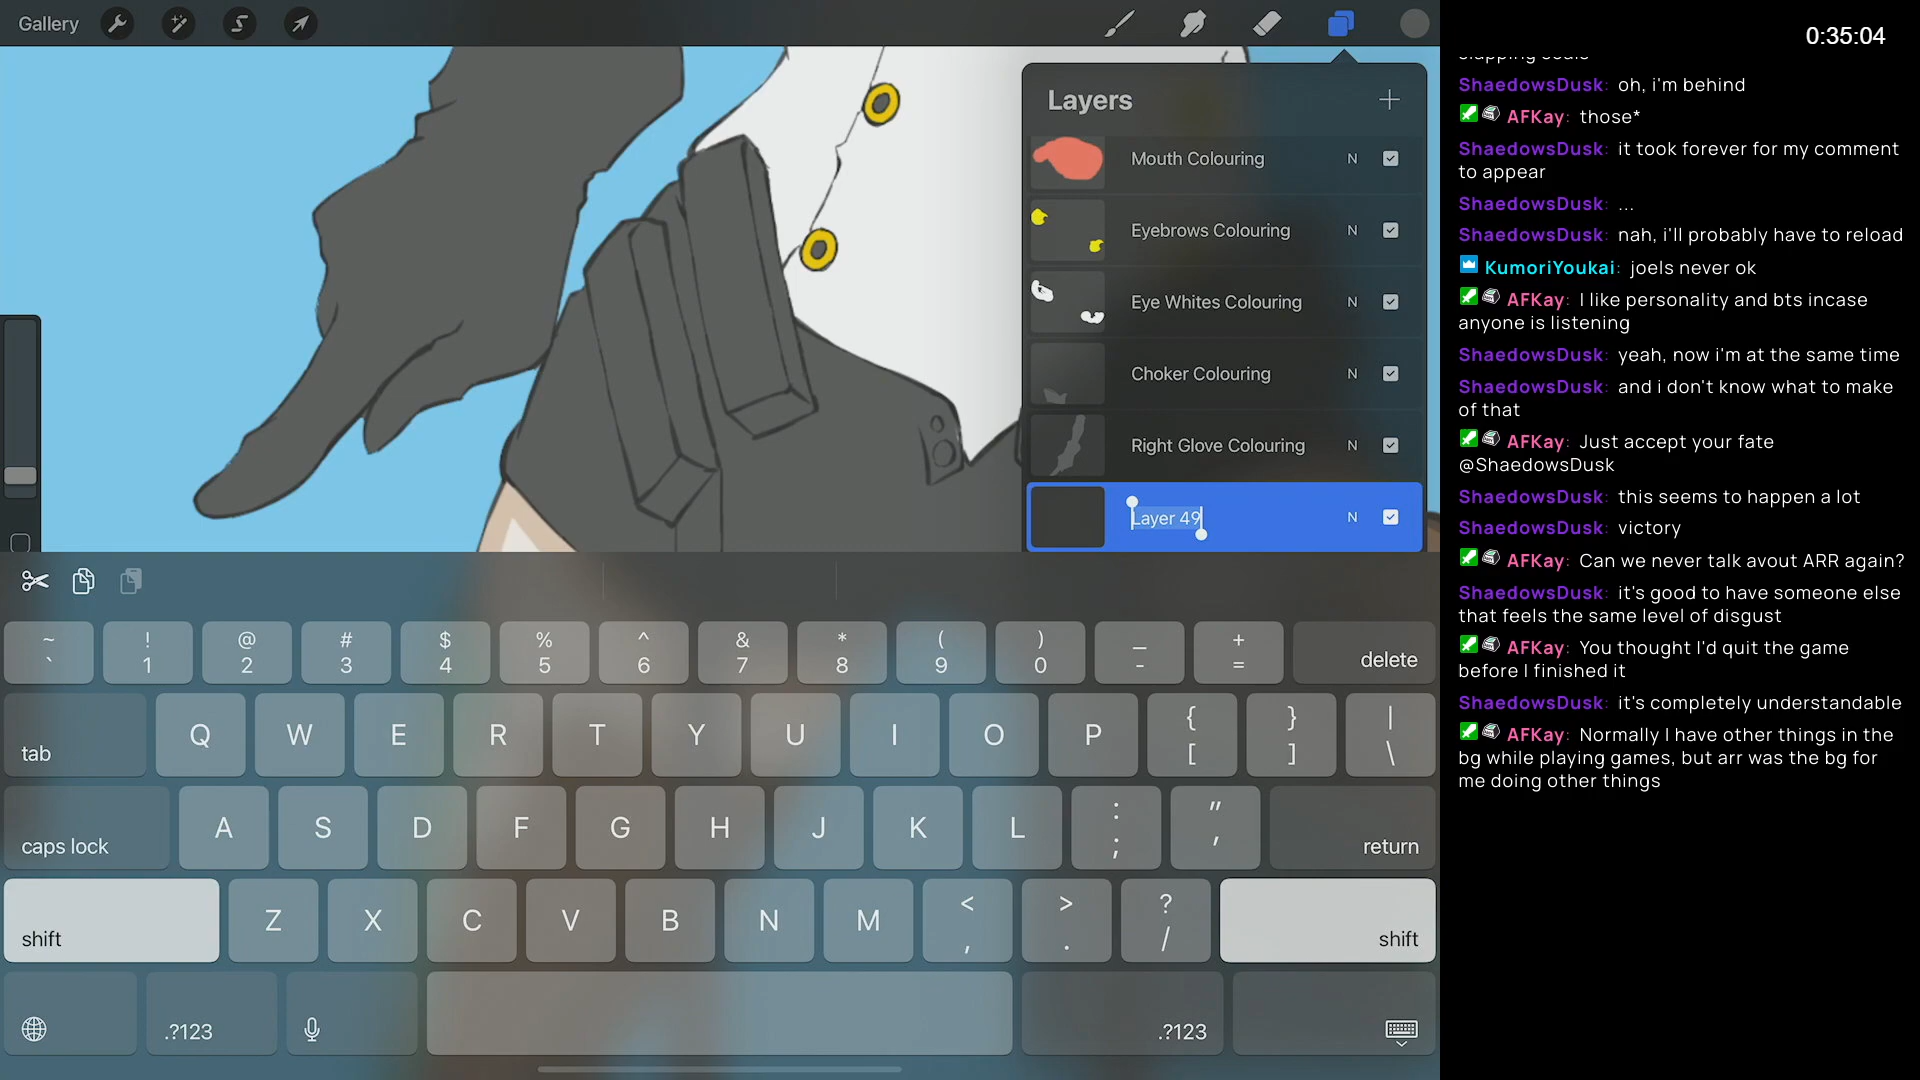 Gallery
0:35:04
Layers
Mouth Colouring N
Eyebrows Colouring N
Eye Whites Colouring N
Choker Colouring N
Right Glove Colouring N
Layer 49 N
ShaedowsDusk: oh, i'm behind
AFKay: those*
ShaedowsDusk: it took forever for my comment
to appear
ShaedowsDusk: ...
ShaedowsDusk: nah, i'll probably have to reload
KumoriYoukai: joels never ok
AFKay: I like personality and bts incase
anyone is listening
ShaedowsDusk: yeah, now i'm at the same time
ShaedowsDusk: and i don't know what to make
of that
AFKay: Just accept your fate
@ShaedowsDusk
ShaedowsDusk: this seems to happen a lot
ShaedowsDusk: victory
AFKay: Can we never talk avout ARR again?
ShaedowsDusk: it's good to have someone else
that feels the same level of disgust
AFKay: You thought I'd quit the game
before I finished it
ShaedowsDusk: it's completely understandable
AFKay: Normally I have other things in the
bg while playing games, but arr was the bg for
me doing other things
~ ! @ # $ % ^ & * ( ) _ +
` 1 2 3 4 5 6 7 8 9 0 - = delete
tab Q W E R T Y U I O P { [ } ] | \
caps lock A S D F G H J K L : ; " ' return
shift Z X C V B N M < , > . ? / shift
.?123 .?123